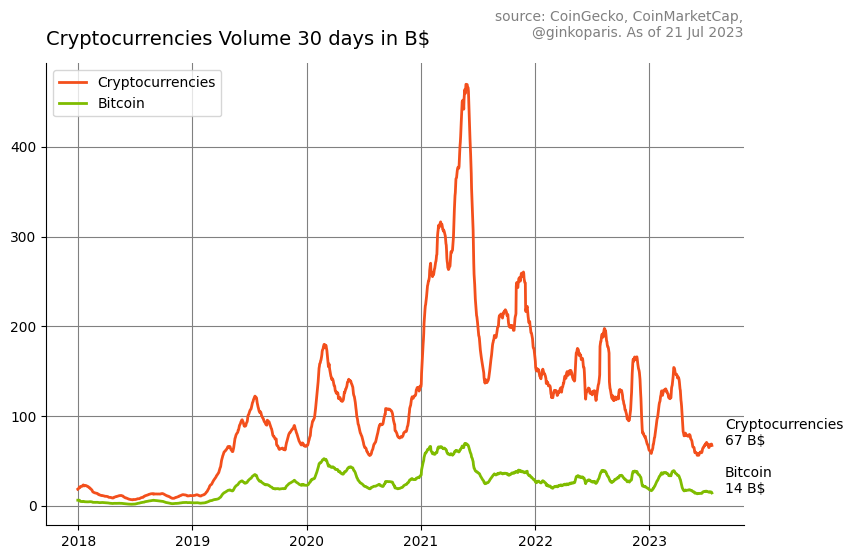 source: CoinGecko, CoinMarketCap,
@ginkoparis. As of 21 Jul 2023
Cryptocurrencies Volume 30 days in B$
Cryptocurrencies
Bitcoin
400
300
200
100
0
Cryptocurrencies
67 B$
Bitcoin
14 B$
2018
2019
2020
2021
2022
2023